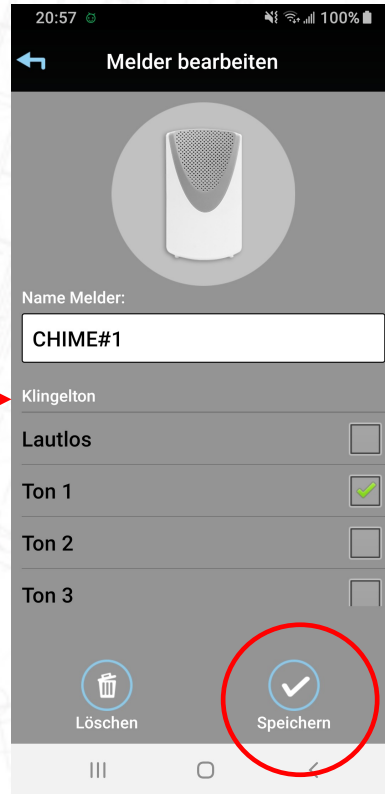 20:57 100%
Melder bearbeiten
Name Melder:
CHIME#1
Klingelton
Lautlos
Ton 1
Ton 2
Ton 3
Löschen Speichern